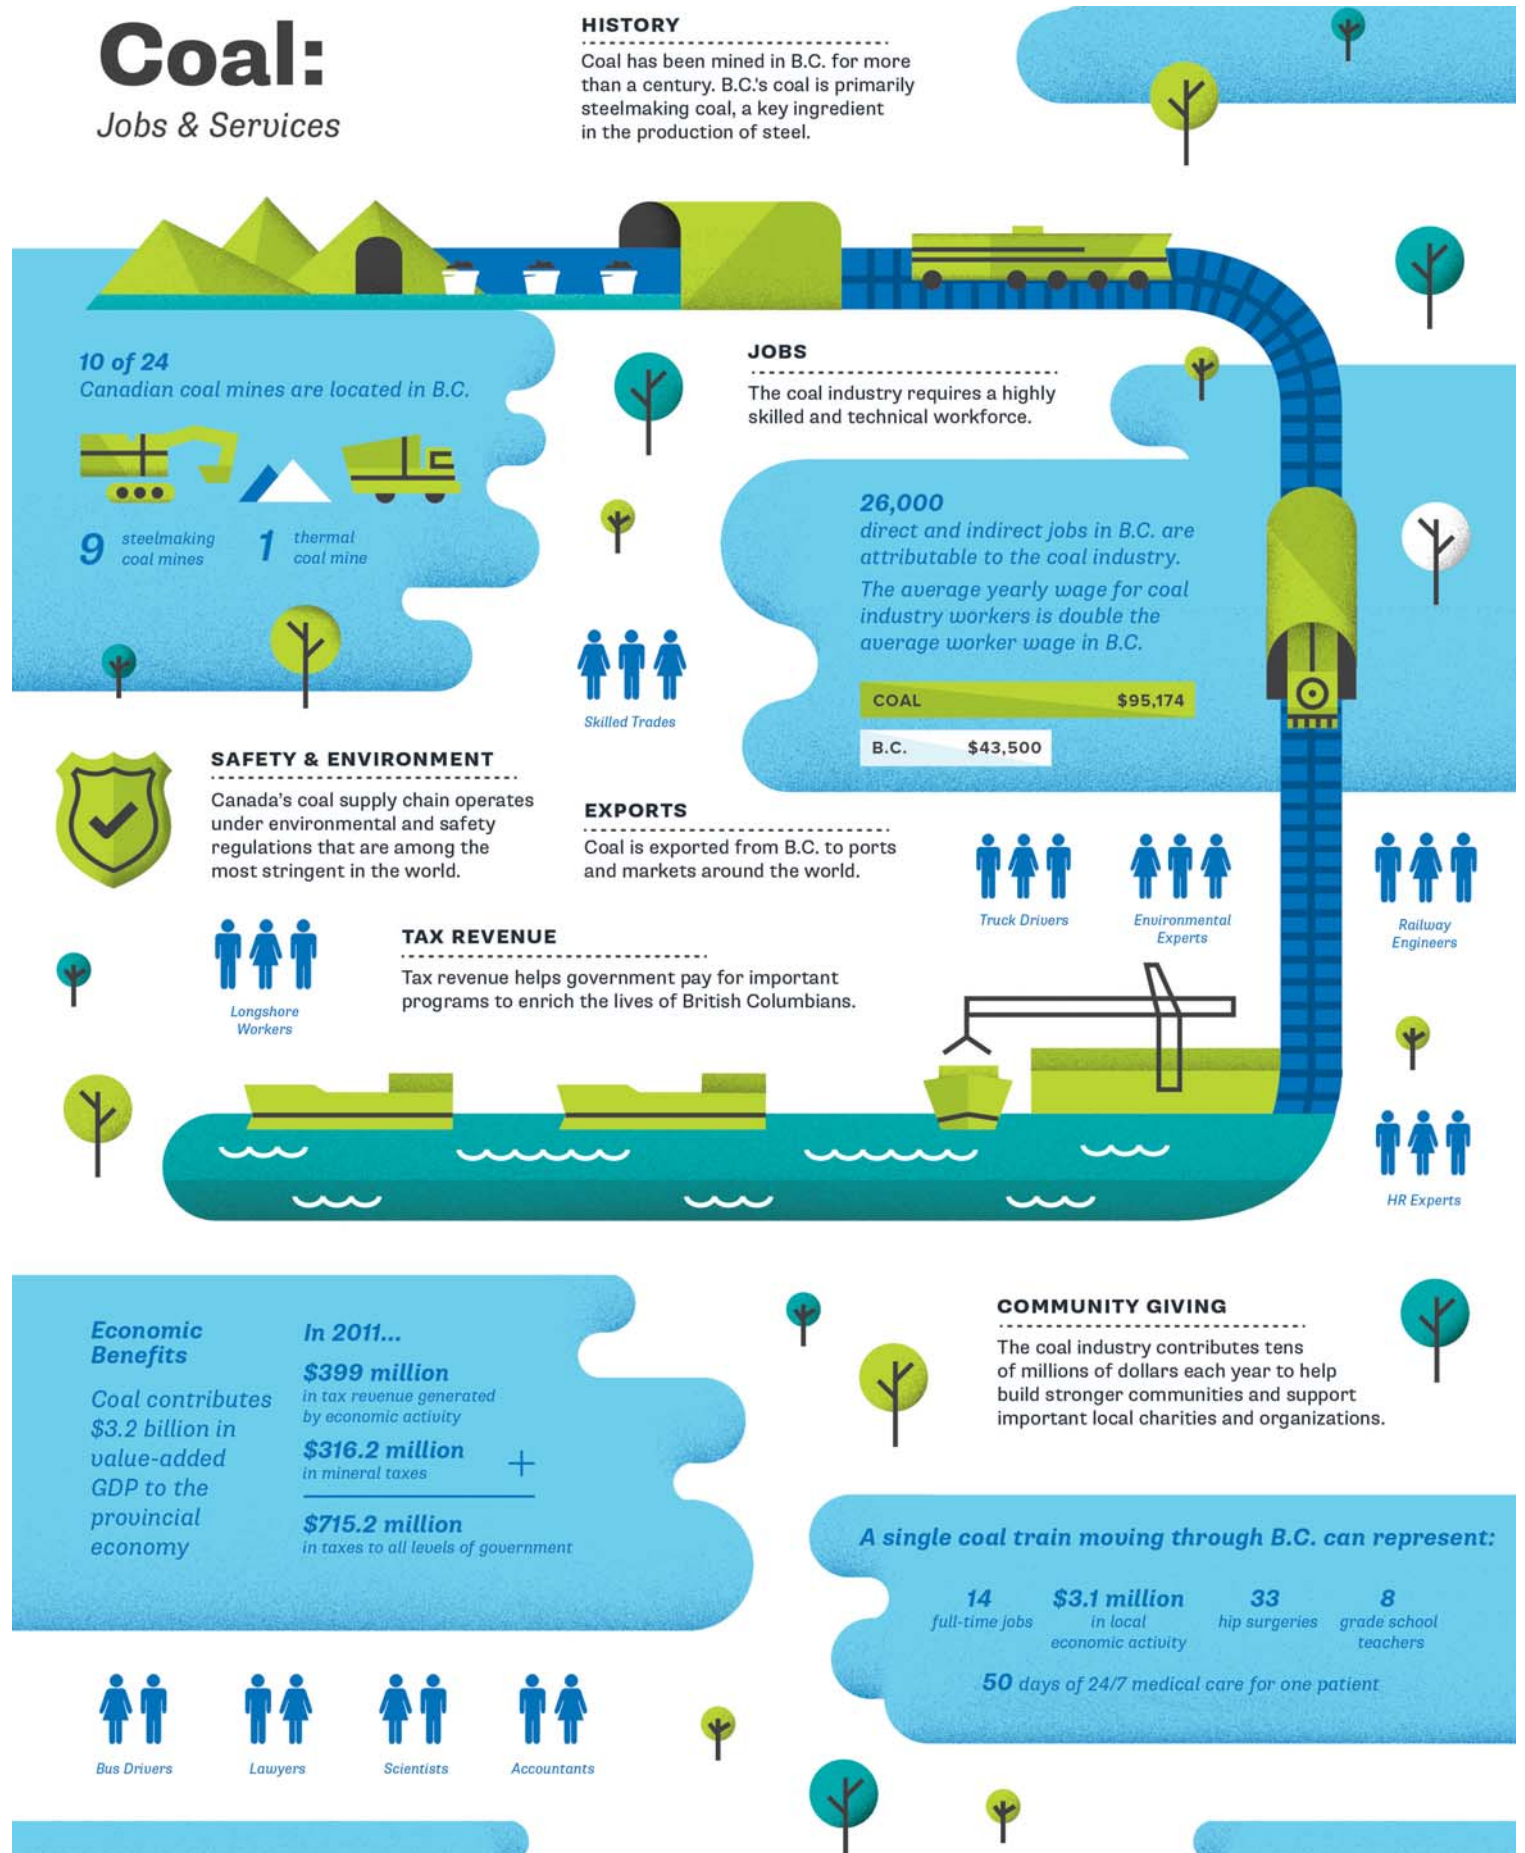 Coal:
Jobs & Services
HISTORY
Coal has been mined in B.C. for more
than a century. B.C.'s coal is primarily
steelmaking coal, a key ingredient
in the production of steel.
10 of 24
Canadian coal mines are located in B.C.
9 steelmaking
coal mines
1 thermal
coal mine
JOBS
The coal industry requires a highly
skilled and technical workforce.
26,000
direct and indirect jobs in B.C. are
attributable to the coal industry.
The average yearly wage for coal
industry workers is double the
average worker wage in B.C.
COAL $95,174
B.C. $43,500
Skilled Trades
SAFETY & ENVIRONMENT
Canada's coal supply chain operates
under environmental and safety
regulations that are among the
most stringent in the world.
EXPORTS
Coal is exported from B.C. to ports
and markets around the world.
Truck Drivers
Environmental
Experts
Railway
Engineers
Longshore
Workers
TAX REVENUE
Tax revenue helps government pay for important
programs to enrich the lives of British Columbians.
HR Experts
Economic
Benefits
Coal contributes
$3.2 billion in
value-added
GDP to the
provincial
economy
In 2011...
$399 million
in tax revenue generated
by economic activity
$316.2 million
in mineral taxes
+
$715.2 million
in taxes to all levels of government
COMMUNITY GIVING
The coal industry contributes tens
of millions of dollars each year to help
build stronger communities and support
important local charities and organizations.
A single coal train moving through B.C. can represent:
14
full-time jobs
$3.1 million
in local
economic activity
33
hip surgeries
8
grade school
teachers
50 days of 24/7 medical care for one patient
Bus Drivers
Lawyers
Scientists
Accountants